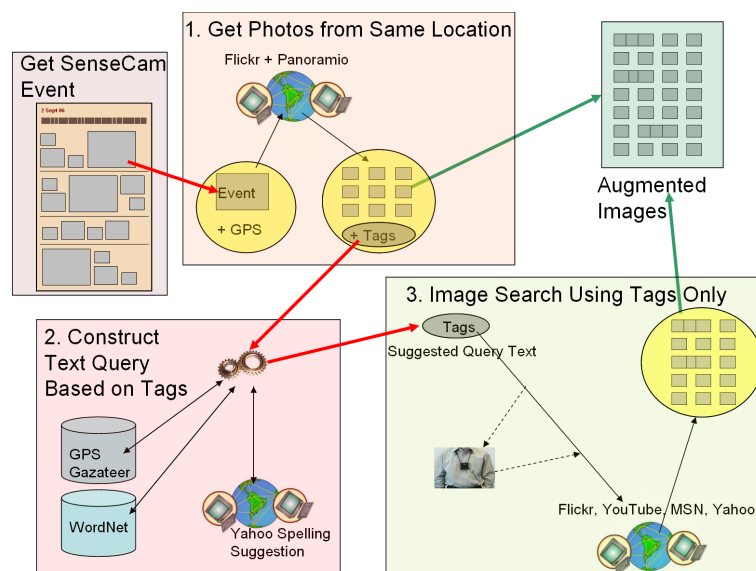 Get SenseCam
Event
2 Sept 06
1. Get Photos from Same Location
Flickr + Panoramio
Event
+ GPS
+ Tags
Augmented
Images
2. Construct
Text Query
Based on Tags
GPS
Gazateer
WordNet
Yahoo Spelling
Suggestion
3. Image Search Using Tags Only
Tags
Suggested Query Text
Flickr, YouTube, MSN, Yahoo